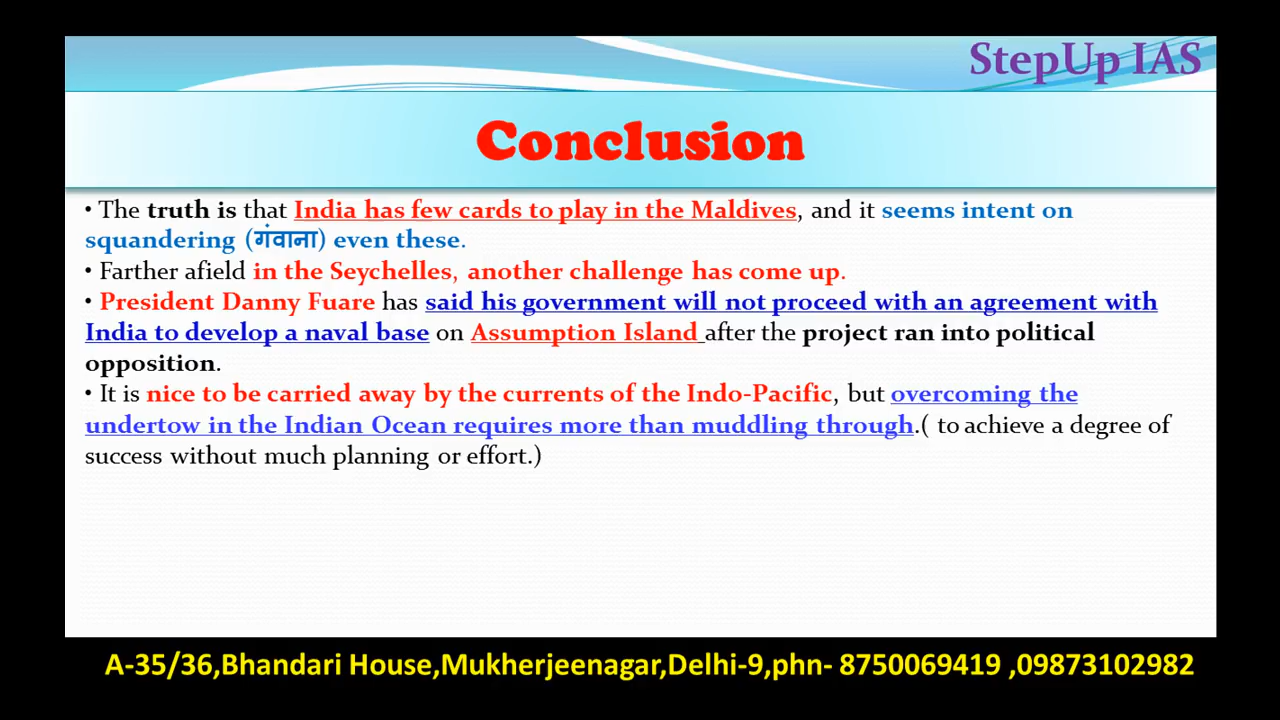 StepUp IAS
Conclusion
• The truth is that India has few cards to play in the Maldives, and it seems intent on
squandering (गंवाना) even these.
• Farther afield in the Seychelles, another challenge has come up.
• President Danny Fuare has said his government will not proceed with an agreement with
India to develop a naval base on Assumption Island after the project ran into political
opposition.
• It is nice to be carried away by the currents of the Indo-Pacific, but overcoming the
undertow in the Indian Ocean requires more than muddling through.( to achieve a degree of
success without much planning or effort.)
A-35/36,Bhandari House,Mukherjeenagar,Delhi-9,phn- 8750069419 ,09873102982